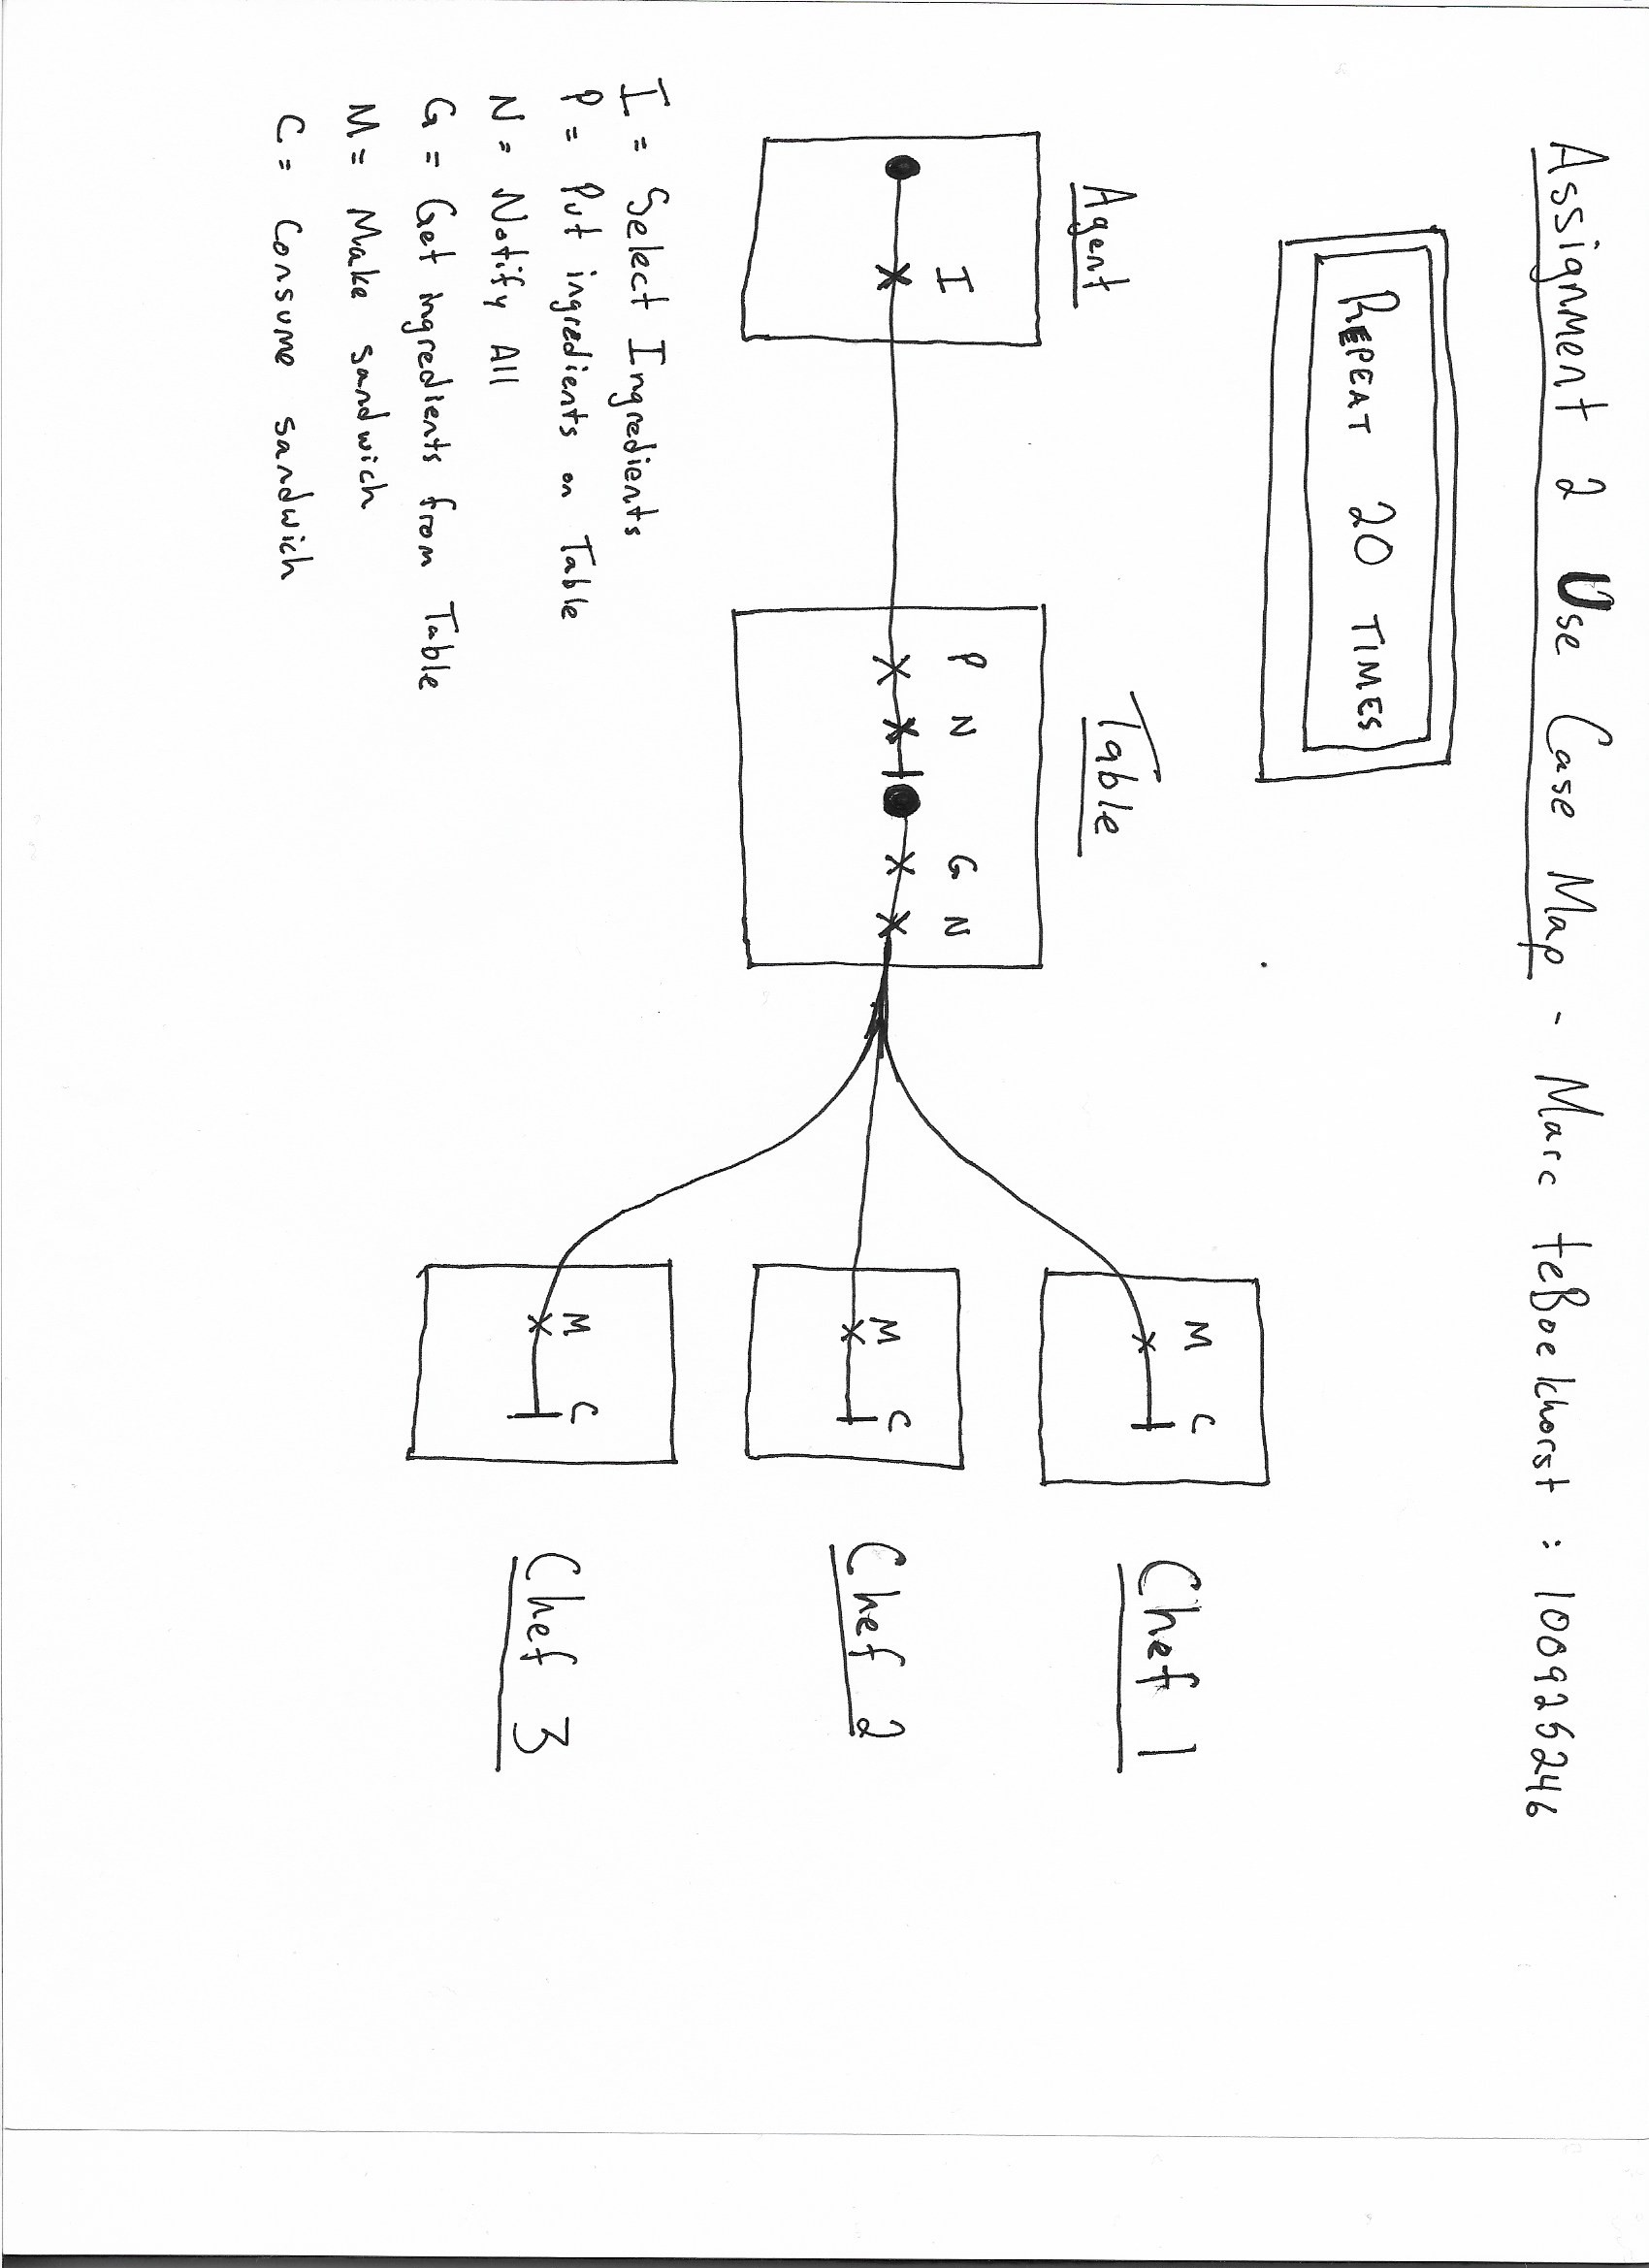 Assignment 2 Use Case Map - Marc teBoekhorst : 100925246
REPEAT 20 TIMES
M C
Chef 1
Agent
Table
I
P N G N
M C
Chef 2
M C
Chef 3
I = Select Ingredients
P = Put ingredients on Table
N = Notify All
G = Get ingredients from Table
M = Make sandwich
C = Consume sandwich